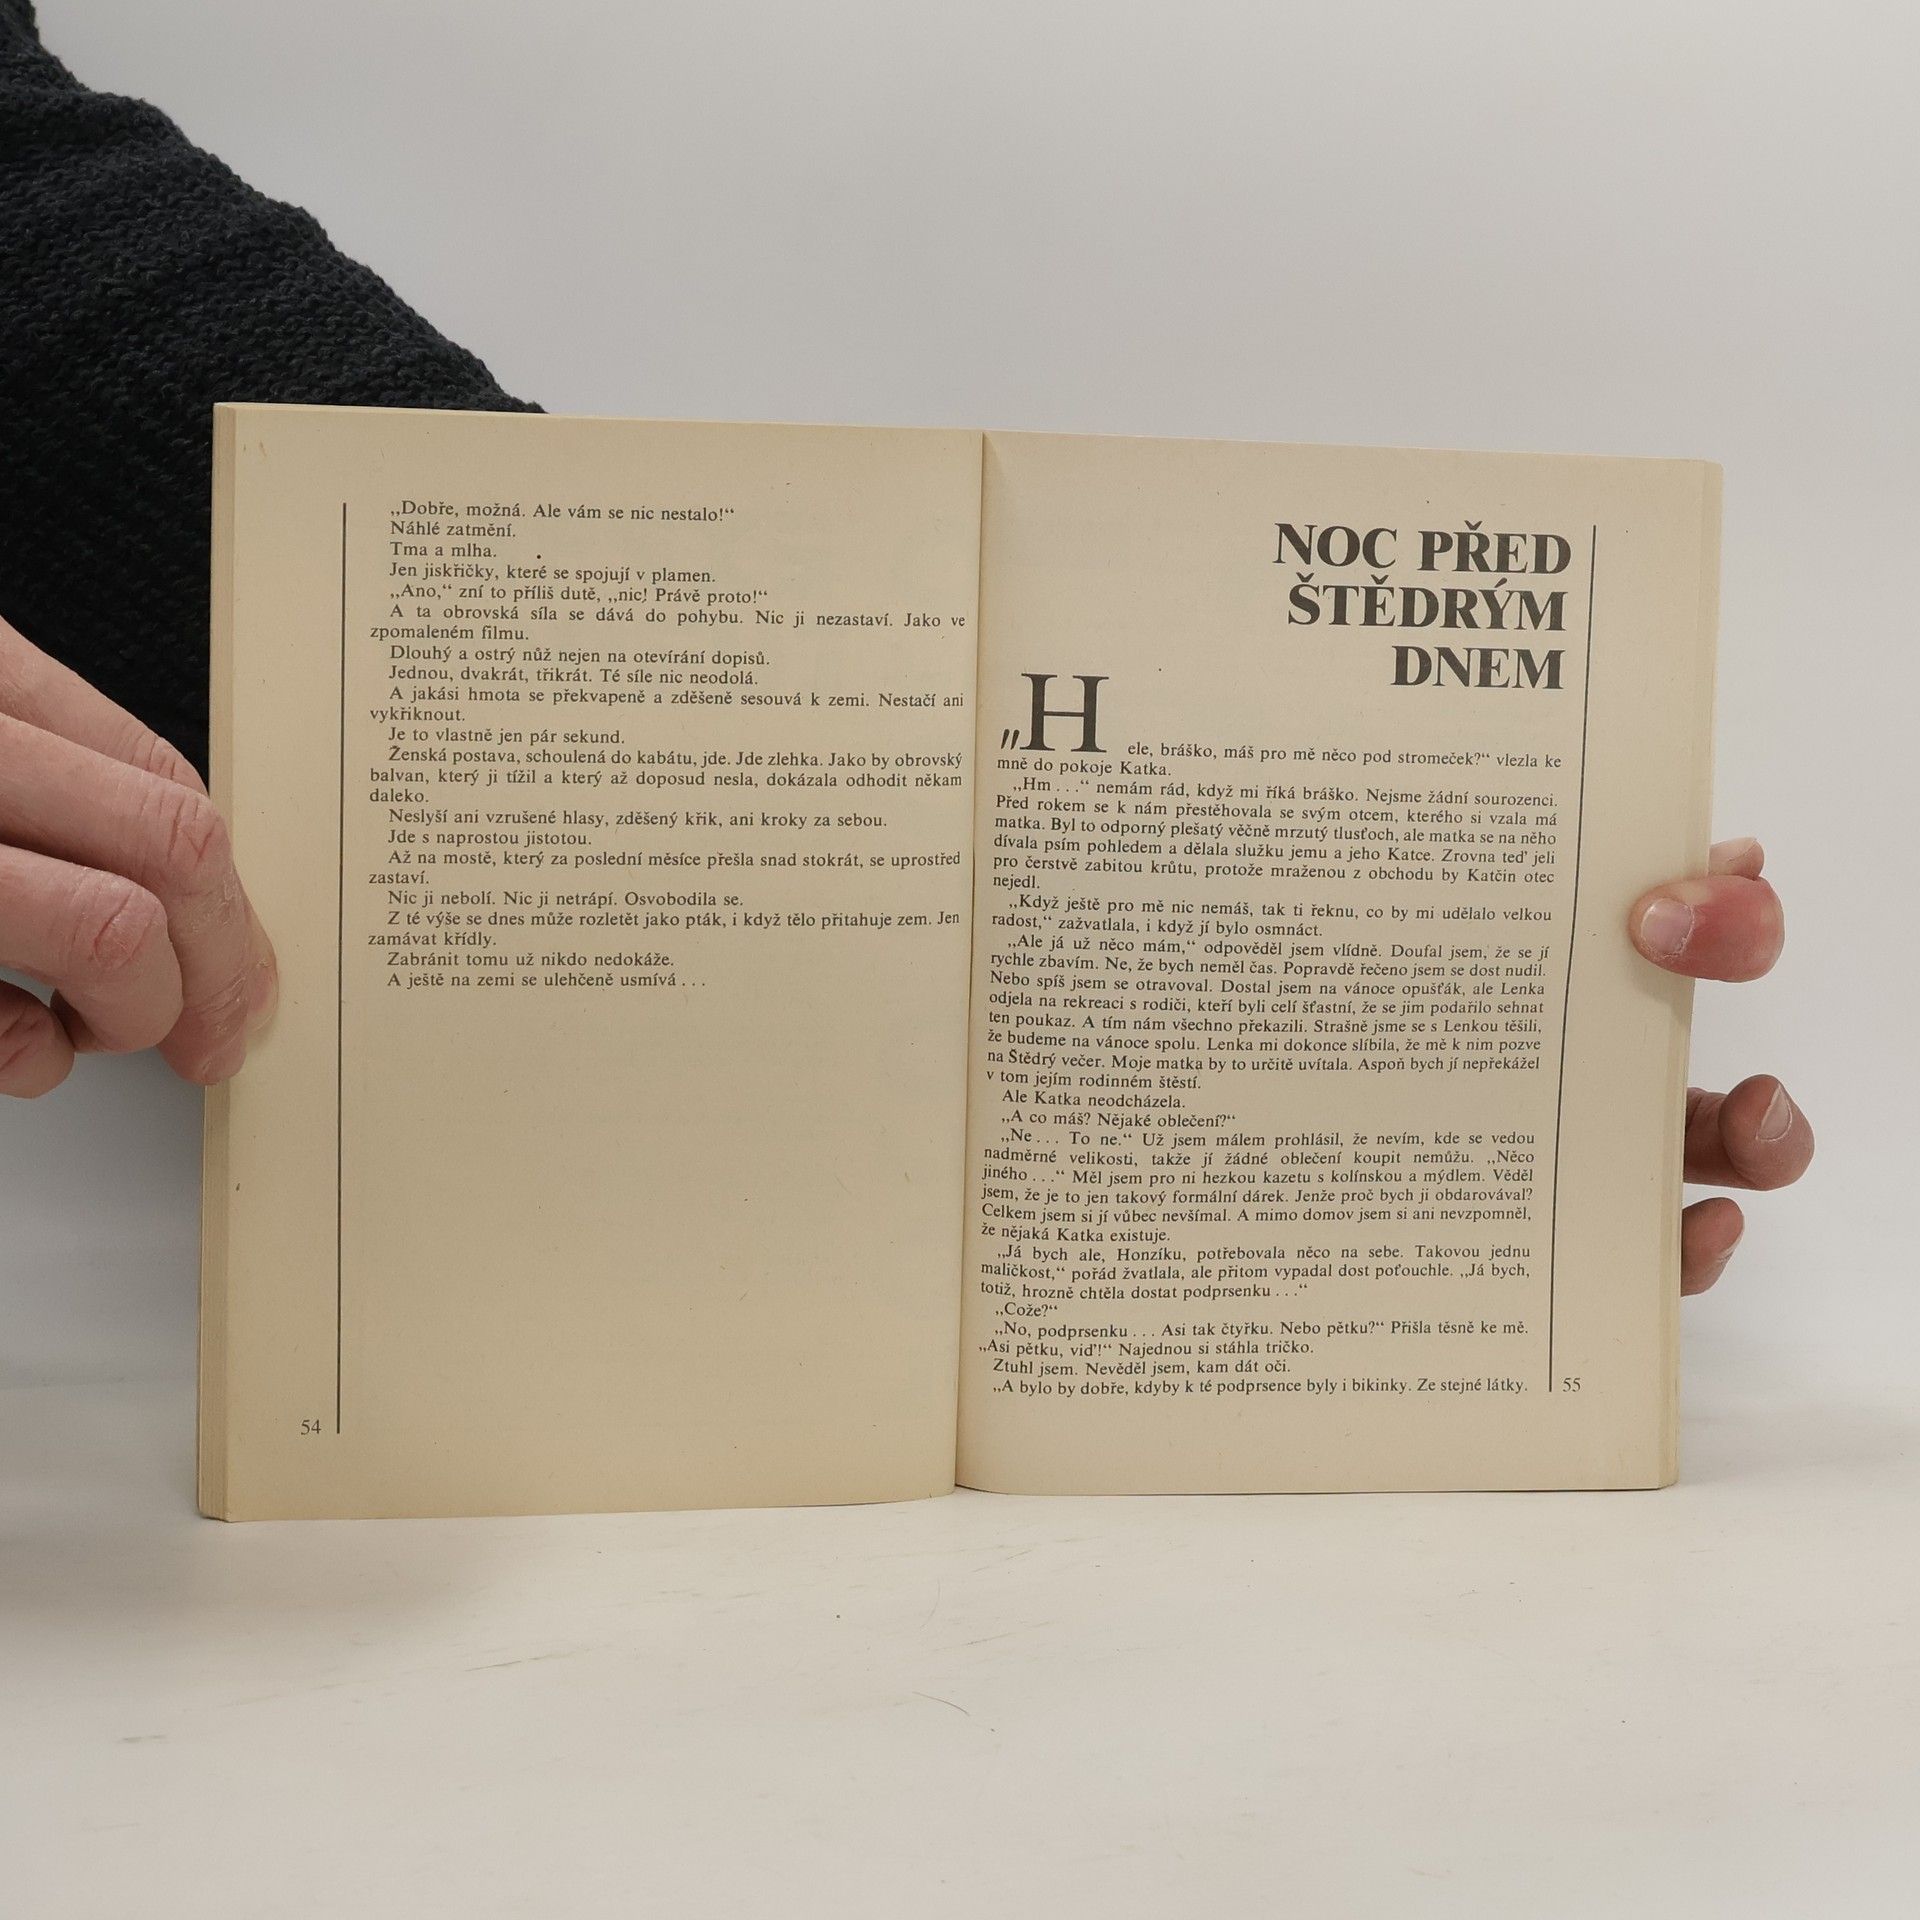 „Dobře, možná. Ale vám se nic nestalo!“
Náhlé zatmění.
Tma a mlha.
Jen jiskřičky, které se spojují v plamen.
„Ano,“ zní to příliš dutě, „nic! Právě proto!“
A ta obrovská síla se dává do pohybu. Nic ji nezastaví. Jako ve
zpomaleném filmu.
Dlouhý a ostrý nůž nejen na otevírání dopisů.
Jednou, dvakrát, třikrát. Té síle nic neodolá.
A jakási hmota se překvapeně a zděšeně sesouvá k zemi. Nestačí ani
vykřiknout.
Je to vlastně jen pár sekund.
Ženská postava, schoulená do kabátu, jde. Jde zlehka. Jako by obrovský
balvan, který ji tížil a který až doposud nesla, dokázala odhodit někam
daleko.
Neslyší ani vzrušené hlasy, zděšený křik, ani kroky za sebou.
Jde s naprostou jistotou.
Až na mostě, který za poslední měsíce přešla snad stokrát, se uprostřed
zastaví.
Nic ji nebolí. Nic ji netrápí. Osvobodila se.
Z té výše se dnes může rozletět jako pták, i když tělo přitahuje zem. Jen
zamávat křídly.
Zabránit tomu už nikdo nedokáže.
A ještě na zemi se ulehčeně usmívá . . .
54
NOC PŘED
ŠTĚDRÝM
DNEM
„Hele, bráško, máš pro mě něco pod stromeček?“ vlezla ke
mně do pokoje Katka.
„Hm . . .“ nemám rád, když mi říká bráško. Nejsme žádní sourozenci.
Před rokem se k nám přestěhovala se svým otcem, kterého si vzala má
matka. Byl to odporný plešatý věčně mrzutý tlusťoch, ale matka se na něho
dívala psím pohledem a dělala služku jemu a jeho Katce. Zrovna teď jeli
pro čerstvě zabitou krůtu, protože mraženou z obchodu by Katčin otec
nejedl.
„Když ještě pro mě nic nemáš, tak ti řeknu, co by mi udělalo velkou
radost,“ zažvatlala, i když jí bylo osmnáct.
„Ale já už něco mám,“ odpověděl jsem vlídně. Doufal jsem, že se jí
rychle zbavím. Ne, že bych neměl čas. Popravdě řečeno jsem se dost nudil.
Nebo spíš jsem se otravoval. Dostal jsem na vánoce opušťák, ale Lenka
odjela na rekreaci s rodiči, kteří byli celí šťastní, že se jim podařilo sehnat
ten poukaz. A tím nám všechno překazili. Strašně jsme se s Lenkou těšili,
že budeme na vánoce spolu. Lenka mi dokonce slíbila, že mě k nim pozve
na Štědrý večer. Moje matka by to určitě uvítala. Aspoň bych jí nepřekážel
v tom jejím rodinném štěstí.
Ale Katka neodcházela.
„A co máš? Nějaké oblečení?“
„Ne . . . To ne.“ Už jsem málem prohlásil, že nevím, kde se vedou
nadměrné velikosti, takže jí žádné oblečení koupit nemůžu. „Něco
jiného . . .“ Měl jsem pro ni hezkou kazetu s kolínskou a mýdlem. Věděl
jsem, že je to jen takový formální dárek. Jenže proč bych ji obdarovával?
Celkem jsem si jí vůbec nevšímal. A mimo domov jsem si ani nevzpomněl,
že nějaká Katka existuje.
„Já bych ale, Honzíku, potřebovala něco na sebe. Takovou jednu
maličkost,“ pořád žvatlala, ale přitom vypadal dost poťouchle. „Já bych,
totiž, hrozně chtěla dostat podprsenku . . .“
„Cože?“
„No, podprsenku . . . Asi tak čtyřku. Nebo pětku?“ Přišla těsně ke mě.
„Asi pětku, viď!“ Najednou si stáhla tričko.
Ztuhl jsem. Nevěděl jsem, kam dát oči.
„A bylo by dobře, kdyby k té podprsence byly i bikinky. Ze stejné látky.
55